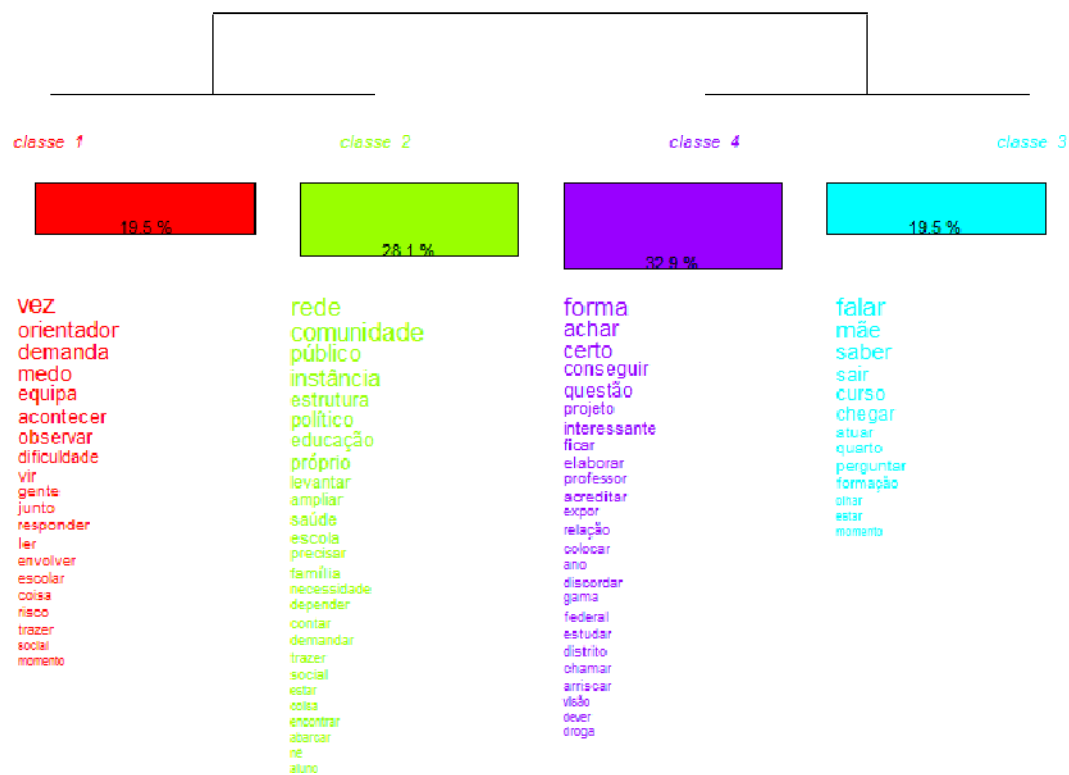 classe 1
classe 2
classe 4
classe 3
19.5 %
28.1 %
32.9 %
19.5 %
vez
orientador
demanda
medo
equipa
acontecer
observar
dificuldade
vir
gente
junto
responder
ler
envolver
escolar
coisa
risco
trazer
social
momento
rede
comunidade
público
instância
estrutura
político
educação
próprio
levantar
ampliar
saúde
escola
precisar
família
necessidade
depender
contar
demandar
trazer
social
estar
coisa
encontrar
abarcar
né
aluno
forma
achar
certo
conseguir
questão
projeto
interessante
ficar
elaborar
professor
acreditar
expor
relação
colocar
ano
discordar
gama
federal
estudar
distrito
chamar
arriscar
visão
dever
droga
falar
mãe
saber
sair
curso
chegar
atuar
quarto
perguntar
formação
olhar
estar
momento